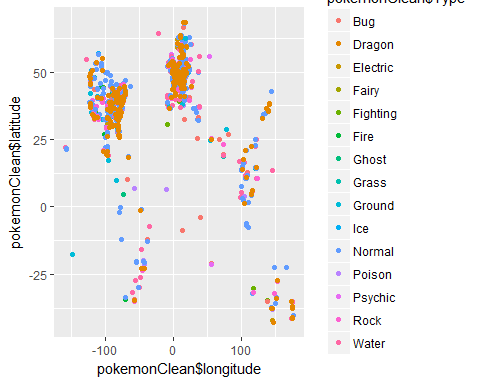 pokemonClean$Type
Bug
Dragon
Electric
Fairy
Fighting
Fire
Ghost
Grass
Ground
Ice
Normal
Poison
Psychic
Rock
Water
pokemonClean$latitude
50
25
0
-25
-100
0
100
pokemonClean$longitude